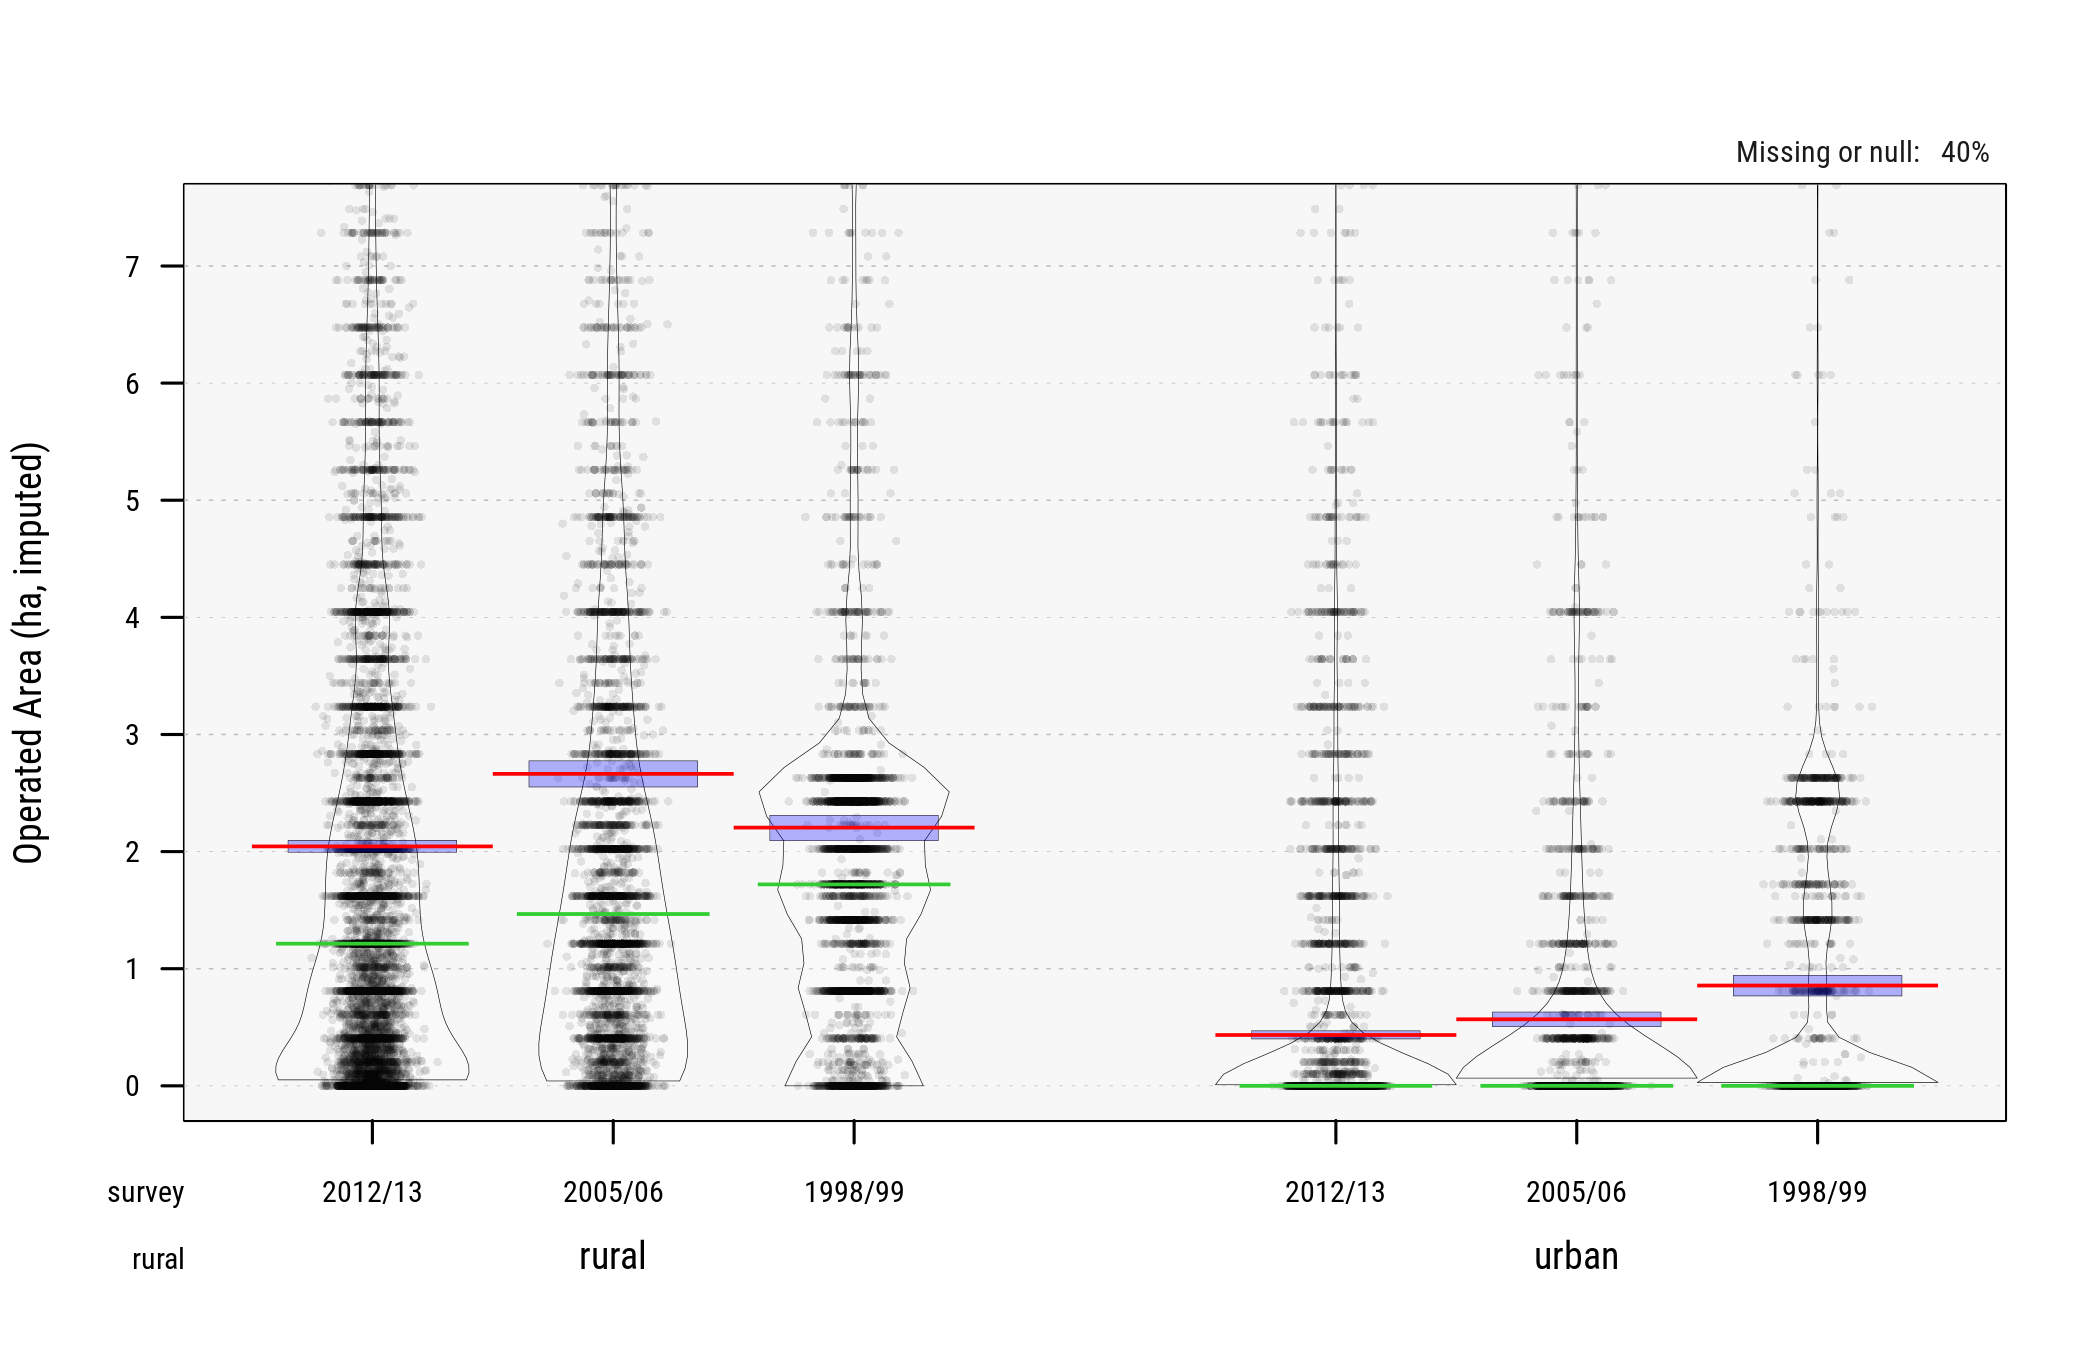 Missing or null: 40%
Operated Area (ha, imputed)
7
6
5
4
3
2
1
0
survey 2012/13 2005/06 1998/99 2012/13 2005/06 1998/99
rural rural urban